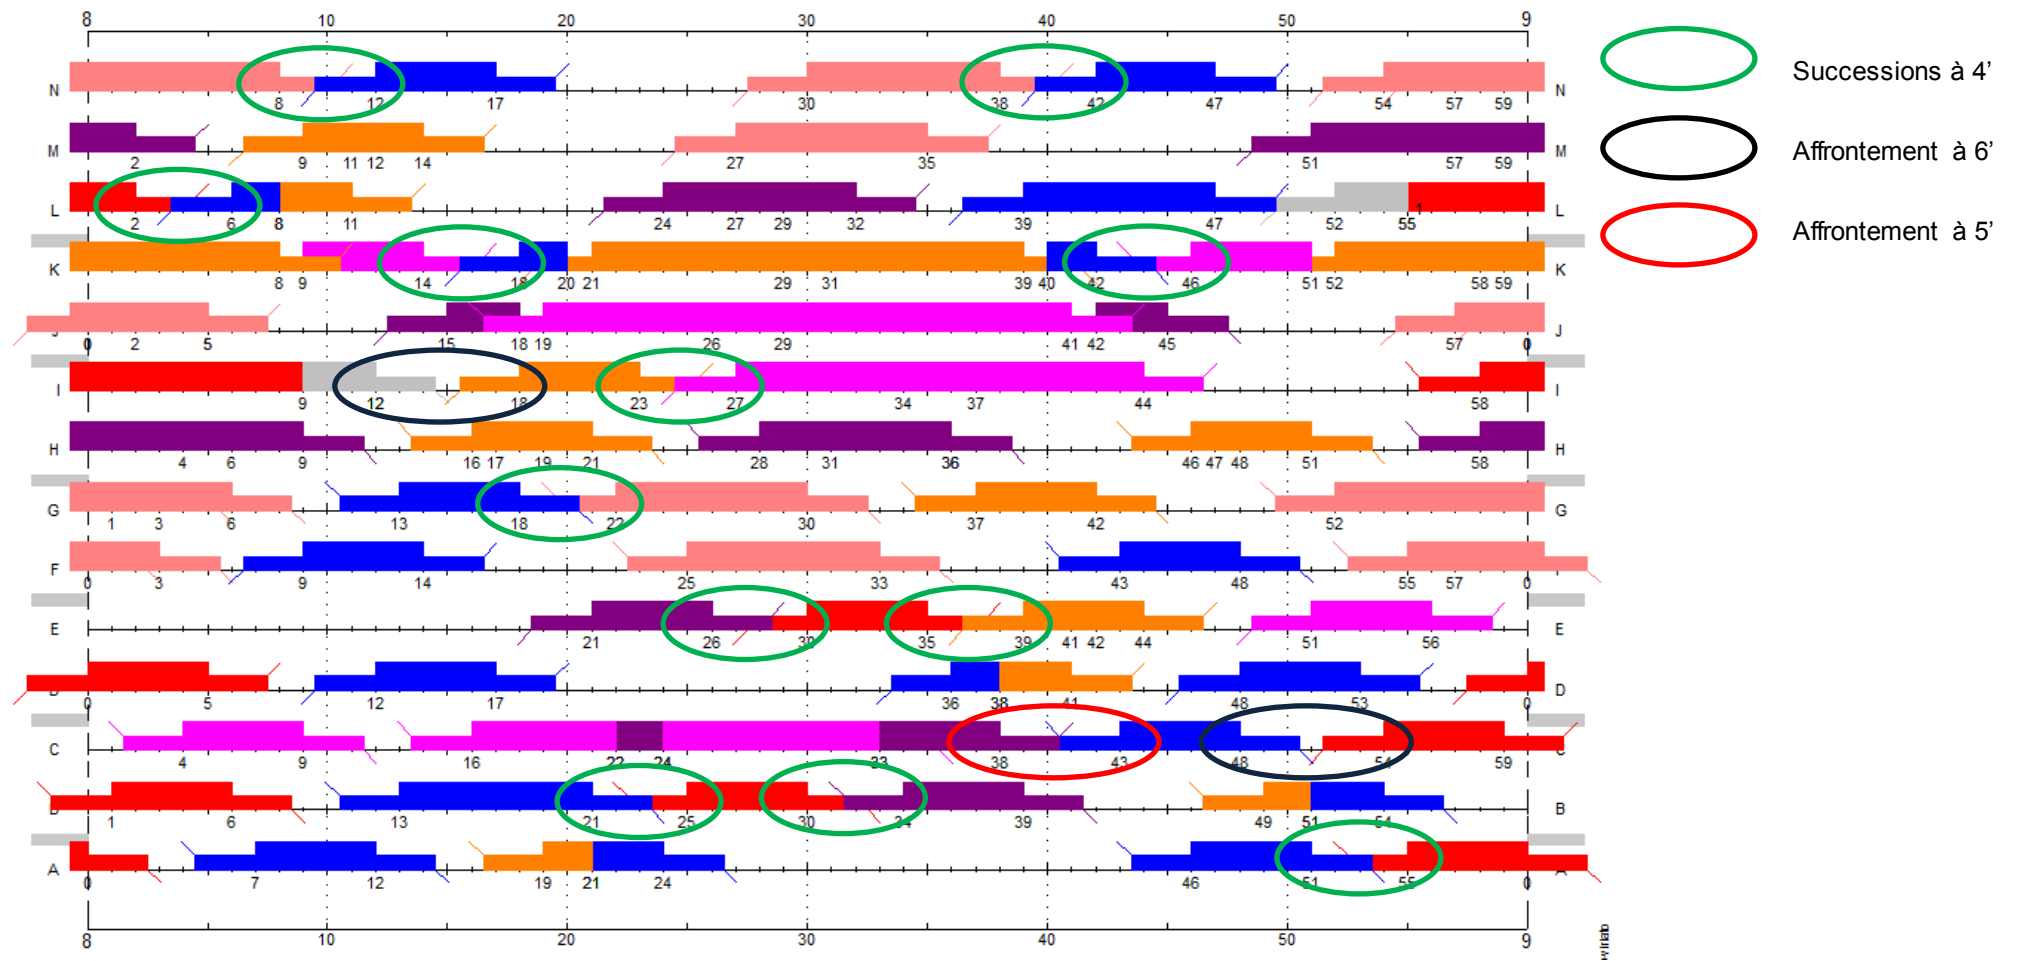 8 10 20 30 40 50 9
Successions à 4’
Affrontement à 6’
Affrontement à 5’
N 8 12 17 30 38 42 47 54 57 59 N
M 2 9 11 12 14 27 35 51 57 59 M
L 2 6 8 11 24 27 29 32 39 47 52 55 1 L
K 8 9 14 18 20 21 29 31 39 40 42 46 51 52 58 59 K
J 0 2 5 15 18 19 26 29 41 42 45 57 0 J
I 9 12 18 23 27 34 37 44 58 I
H 4 6 9 16 17 19 21 28 31 36 46 47 48 51 58 H
G 1 3 6 13 18 22 30 37 42 52 G
F 0 3 9 14 25 33 43 48 55 57 0 F
E 21 26 30 35 39 41 42 44 51 56 E
D 0 5 12 17 36 38 41 48 53 0 D
C 4 9 16 22 24 33 38 43 48 54 59 C
B 1 6 13 21 25 30 34 39 49 51 54 B
A 0 7 12 19 21 24 46 51 55 0 A
8 10 20 30 40 50 9